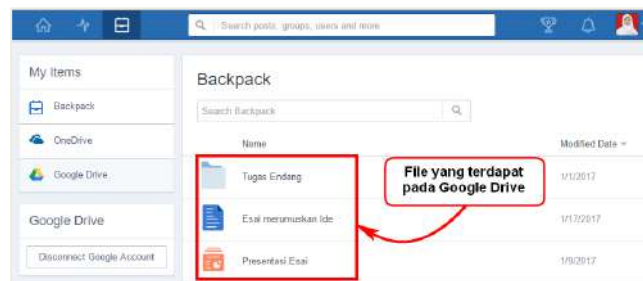 Search posts, groups, users and more
My Items
Backpack
OneDrive
Google Drive
Google Drive
Disconnect Google Account
Backpack
Search Backpack
Name
Modified Date
Tugas Endang
1/1/2017
Esai merumuskan Ide
1/17/2017
Presentasi Esai
1/9/2017
File yang terdapat
pada Google Drive